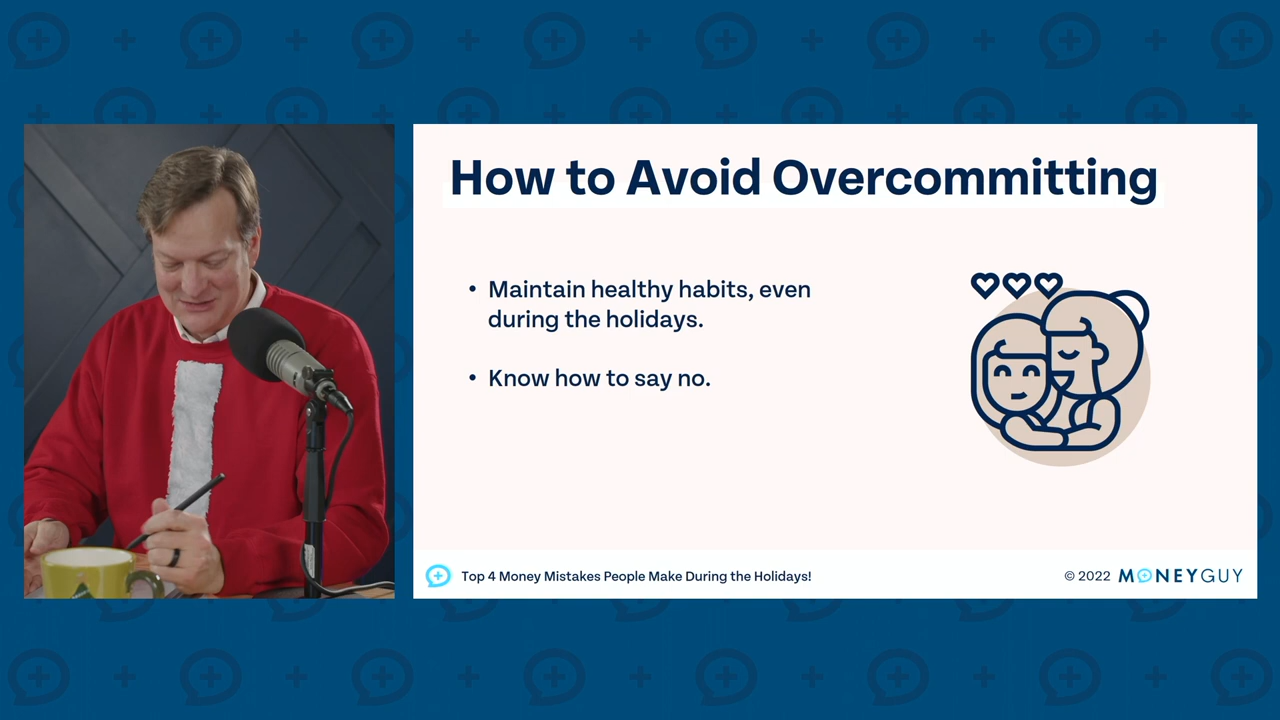 How to Avoid Overcommitting
• Maintain healthy habits, even
during the holidays.
• Know how to say no.
Top 4 Money Mistakes People Make During the Holidays!
© 2022 MONEYGUY